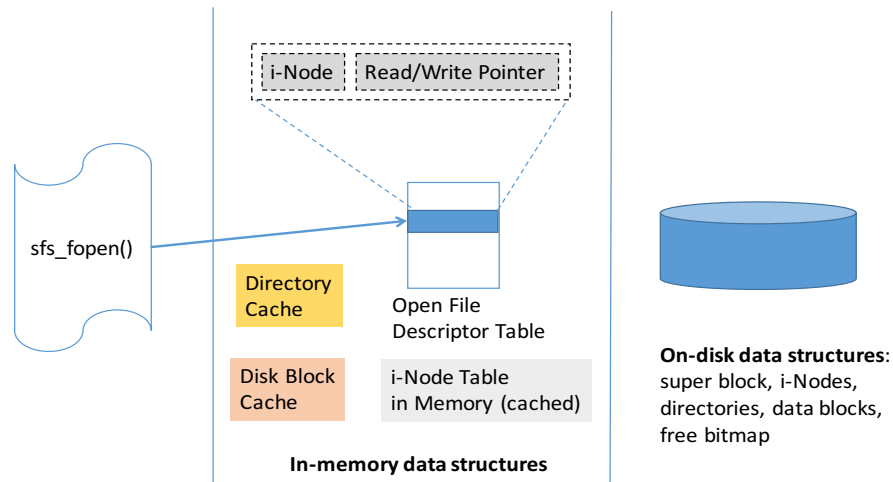 i-Node
Read/Write Pointer
sfs_fopen()
Directory
Cache
Open File
Descriptor Table
Disk Block
Cache
i-Node Table
in Memory (cached)
In-memory data structures
On-disk data structures:
super block, i-Nodes,
directories, data blocks,
free bitmap